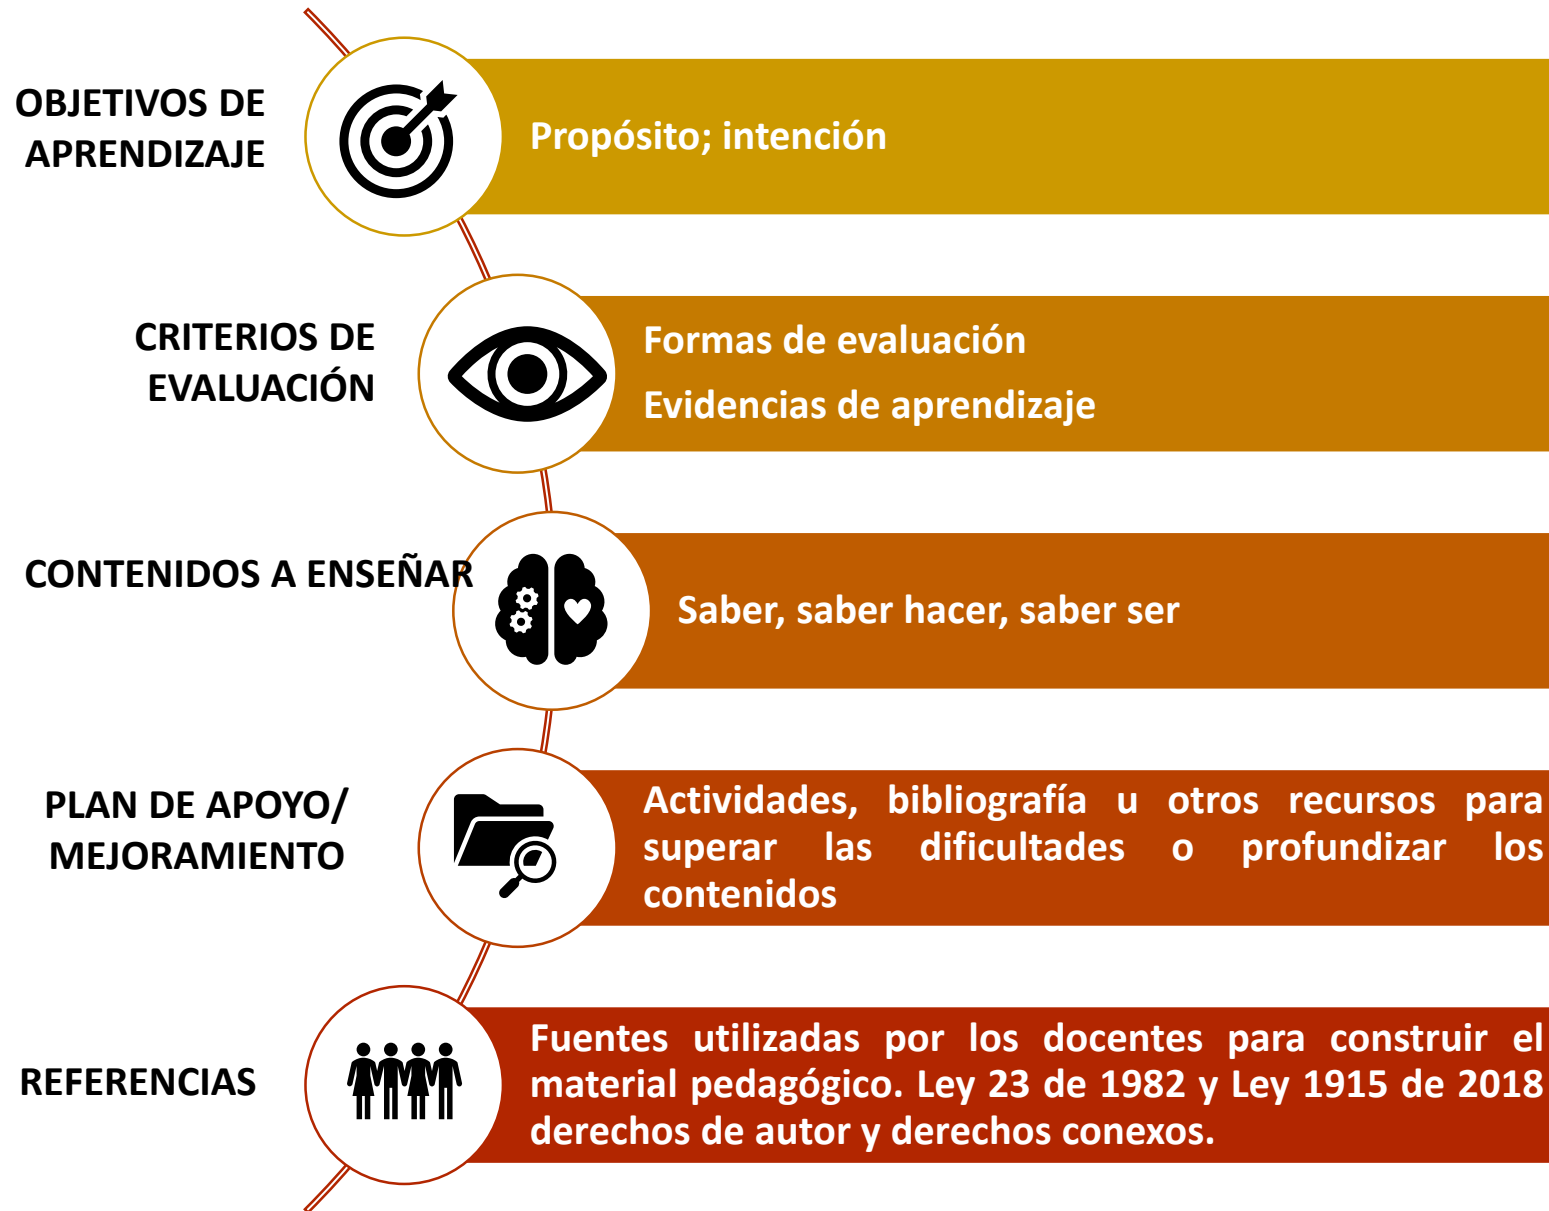 OBJETIVOS DE
APRENDIZAJE
Propósito; intención
CRITERIOS DE
EVALUACIÓN
Formas de evaluación
Evidencias de aprendizaje
CONTENIDOS A ENSEÑAR
Saber, saber hacer, saber ser
PLAN DE APOYO/
MEJORAMIENTO
Actividades, bibliografía u otros recursos para
superar las dificultades o profundizar los
contenidos
REFERENCIAS
Fuentes utilizadas por los docentes para construir el
material pedagógico. Ley 23 de 1982 y Ley 1915 de 2018
derechos de autor y derechos conexos.